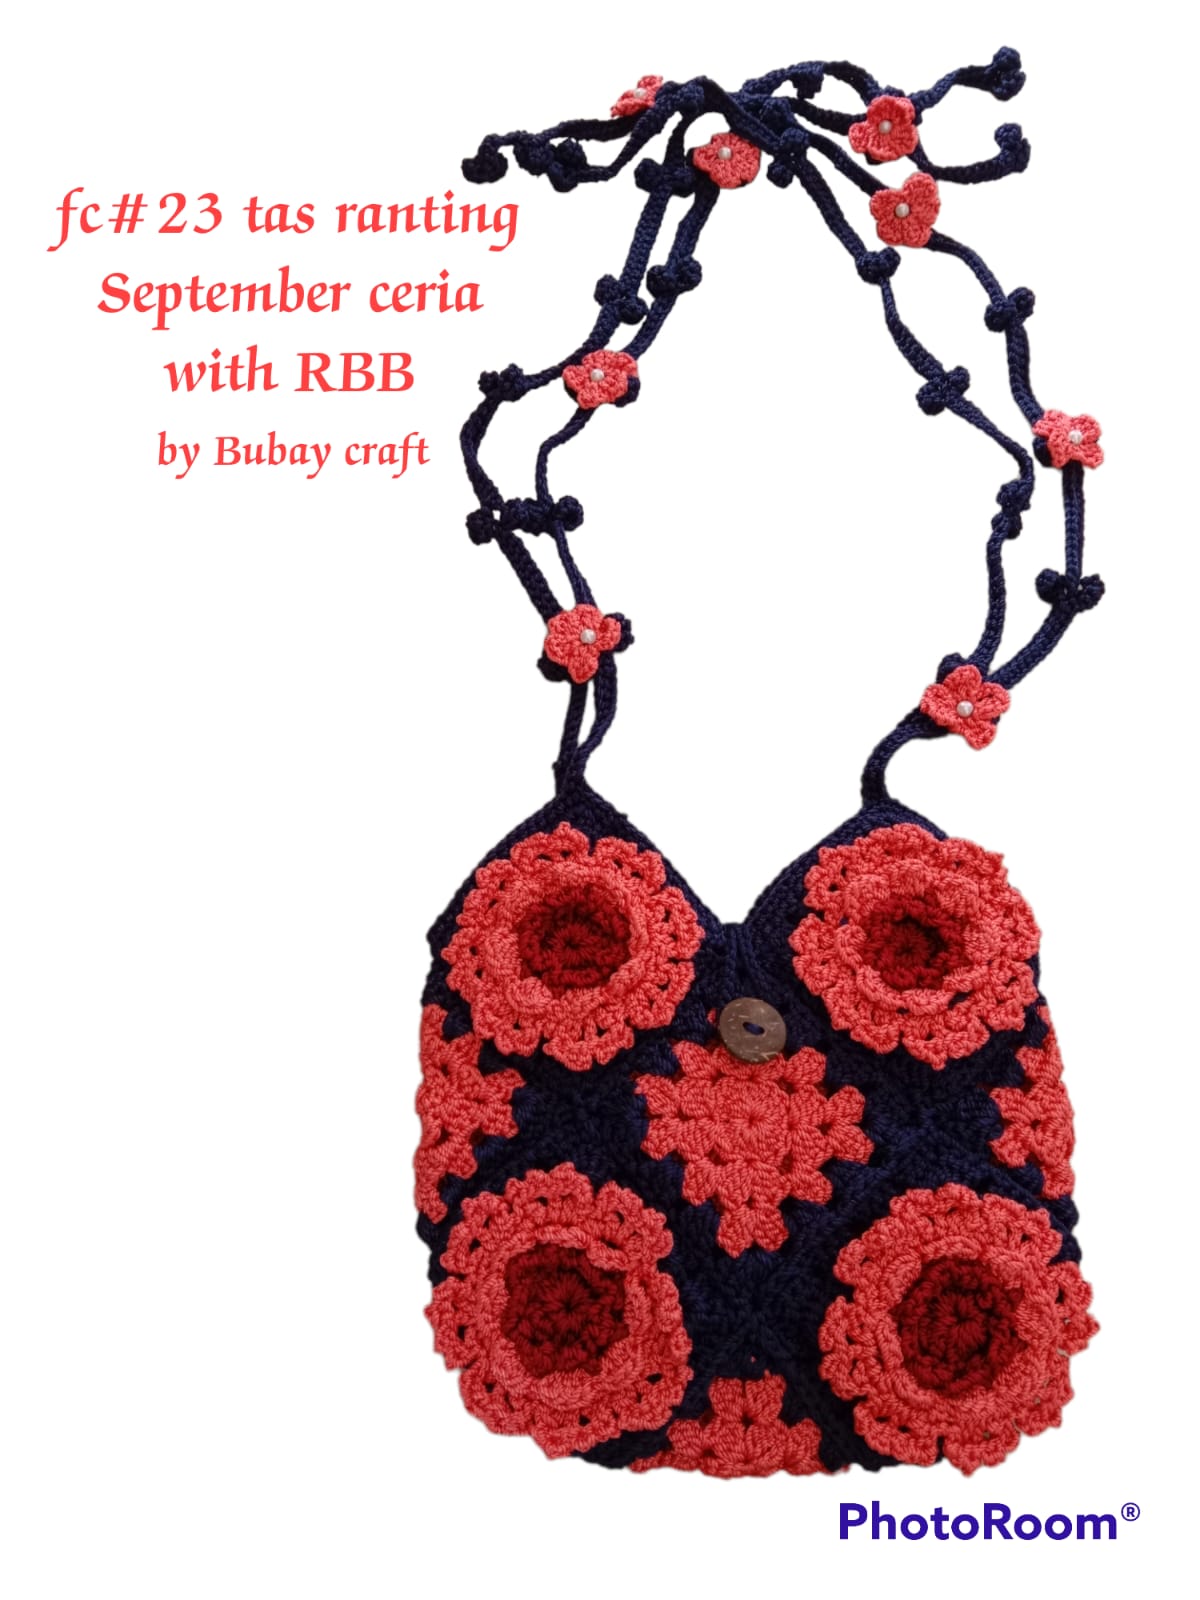 fc#23 tas ranting
September ceria
with RBB
by Bubay craft
PhotoRoom®